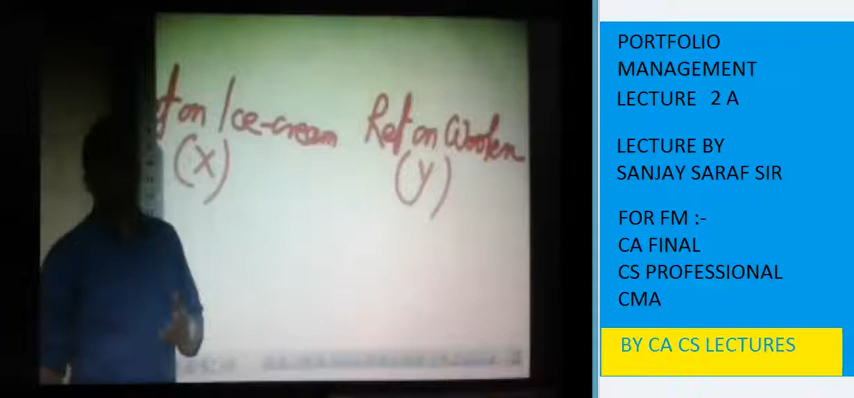 on Ice-cream Ret on Woolen
(X) (Y)
PORTFOLIO
MANAGEMENT
LECTURE 2 A
LECTURE BY
SANJAY SARAF SIR
FOR FM :-
CA FINAL
CS PROFESSIONAL
CMA
BY CA CS LECTURES